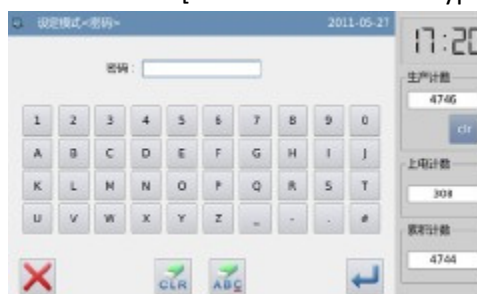 设定模式<密码> 2011-05-27
17:20
密码:
生产计数
4746
clr
1 2 3 4 5 6 7 8 9 0
A B C D E F G H I J
K L M N O P Q R S T
U V W X Y Z _ - . #
上电计数
308
累积计数
4744
CLR ABC